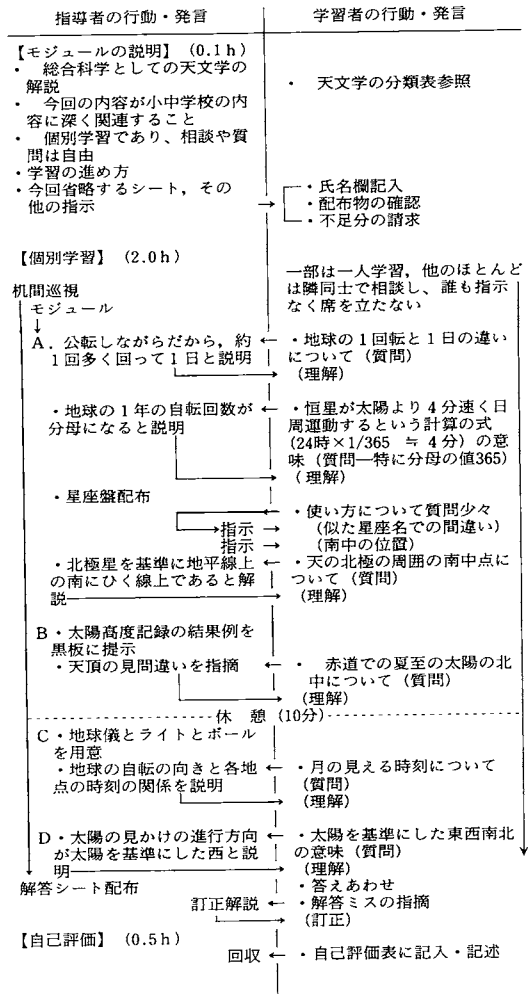 指導者の行動・発言
学習者の行動・発言
【モジュールの説明】(0.1h)
・ 総合科学としての天文学の
解説
・ 天文学の分類表参照
・ 今回の内容が小中学校の内
容に深く関連すること
・ 個別学習であり、相談や質
問は自由
・学習の進め方
・今回省略するシート，その
他の指示
→
・氏名欄記入
・配布物の確認
・不足分の請求
【個別学習】(2.0h)
一部は一人学習，他のほとんど
は隣同士で相談し、誰も指示
なく席を立たない
机間巡視
モジュール
↓
A．公転しながらだから，約
1回多く回って1日と説明
←・地球の1回転と1日の違い
について（質問）
→(理解)
・地球の1年の自転回数が
分母になると説明
←・恒星が太陽より4分速く日
周運動するという計算の式
(24時×1/365 ≒ 4分）の意
味（質問―特に分母の値365)
→(理解)
・星座盤配布
・使い方について質問少々
→指示→ （似た星座名での間違い）
指示→ （南中の位置）
・北極星を基準に地平線上
の南にひく線上であると解
説
←・天の北極の周囲の南中点に
ついて（質問）
→(理解)
B・太陽高度記録の結果例を
黒板に提示
・天頂の見間違いを指摘
←・ 赤道での夏至の太陽の北
中について（質問）
→(理解)
休 憩 (10分)
C・地球儀とライトとボール
を用意
・地球の自転の向きと各地
点の時刻の関係を説明
←・月の見える時刻について
（質問）
→(理解)
D・太陽の見かけの進行方向
が太陽を基準にした西と説
明
←・太陽を基準にした東西南北
の意味（質問）
→(理解)
解答シート配布
・答えあわせ
訂正解説 ←・解答ミスの指摘
→(訂正)
【自己評価】(0.5h)
回収 ←・自己評価表に記入・記述